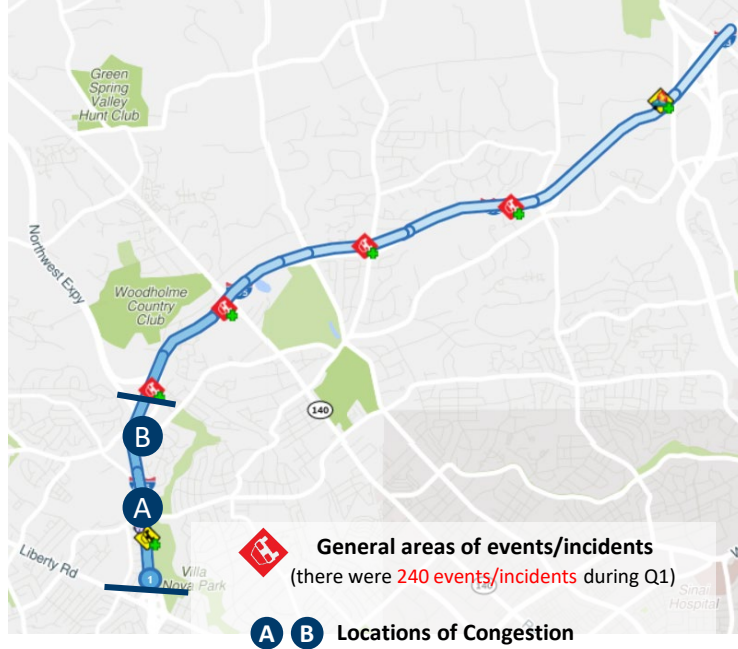 Green
Spring
Valley
Hunt Club
Northwest Expy
Woodholme
Country
Club
140
B
A
Liberty Rd
1
Villa
Nova Park
General areas of events/incidents
(there were 240 events/incidents during Q1)
140
Sinai
Hospital
A B Locations of Congestion